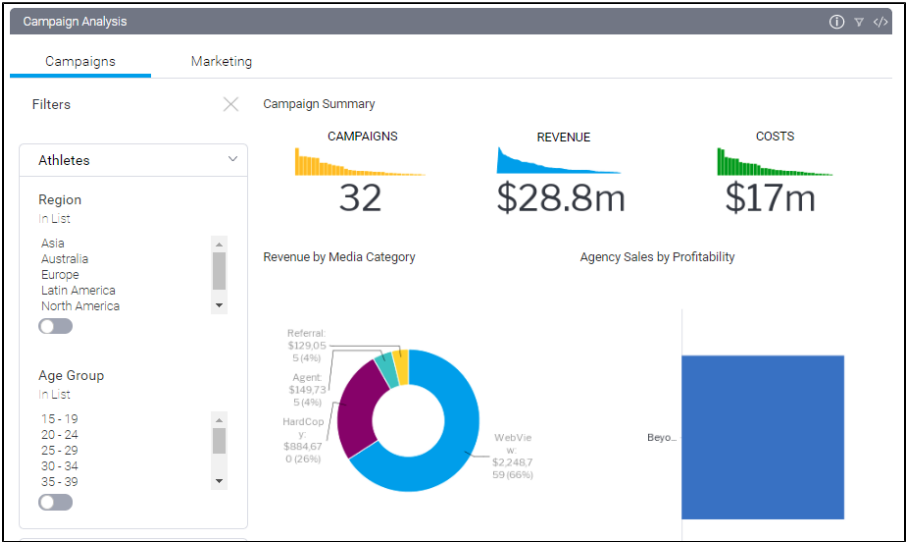 Campaign Analysis
Campaigns
Marketing
Filters
Athletes
Region
In List
Asia
Australia
Europe
Latin America
North America
Age Group
In List
15 - 19
20 - 24
25 - 29
30 - 34
35 - 39
Campaign Summary
CAMPAIGNS
32
REVENUE
$28.8m
COSTS
$17m
Revenue by Media Category
Referral:
$129,05
5 (4%)
Agent:
$149,73
5 (4%)
HardCop
y:
$884,67
0 (26%)
WebVie
w:
$2,248,7
59 (66%)
Agency Sales by Profitability
Beyo...